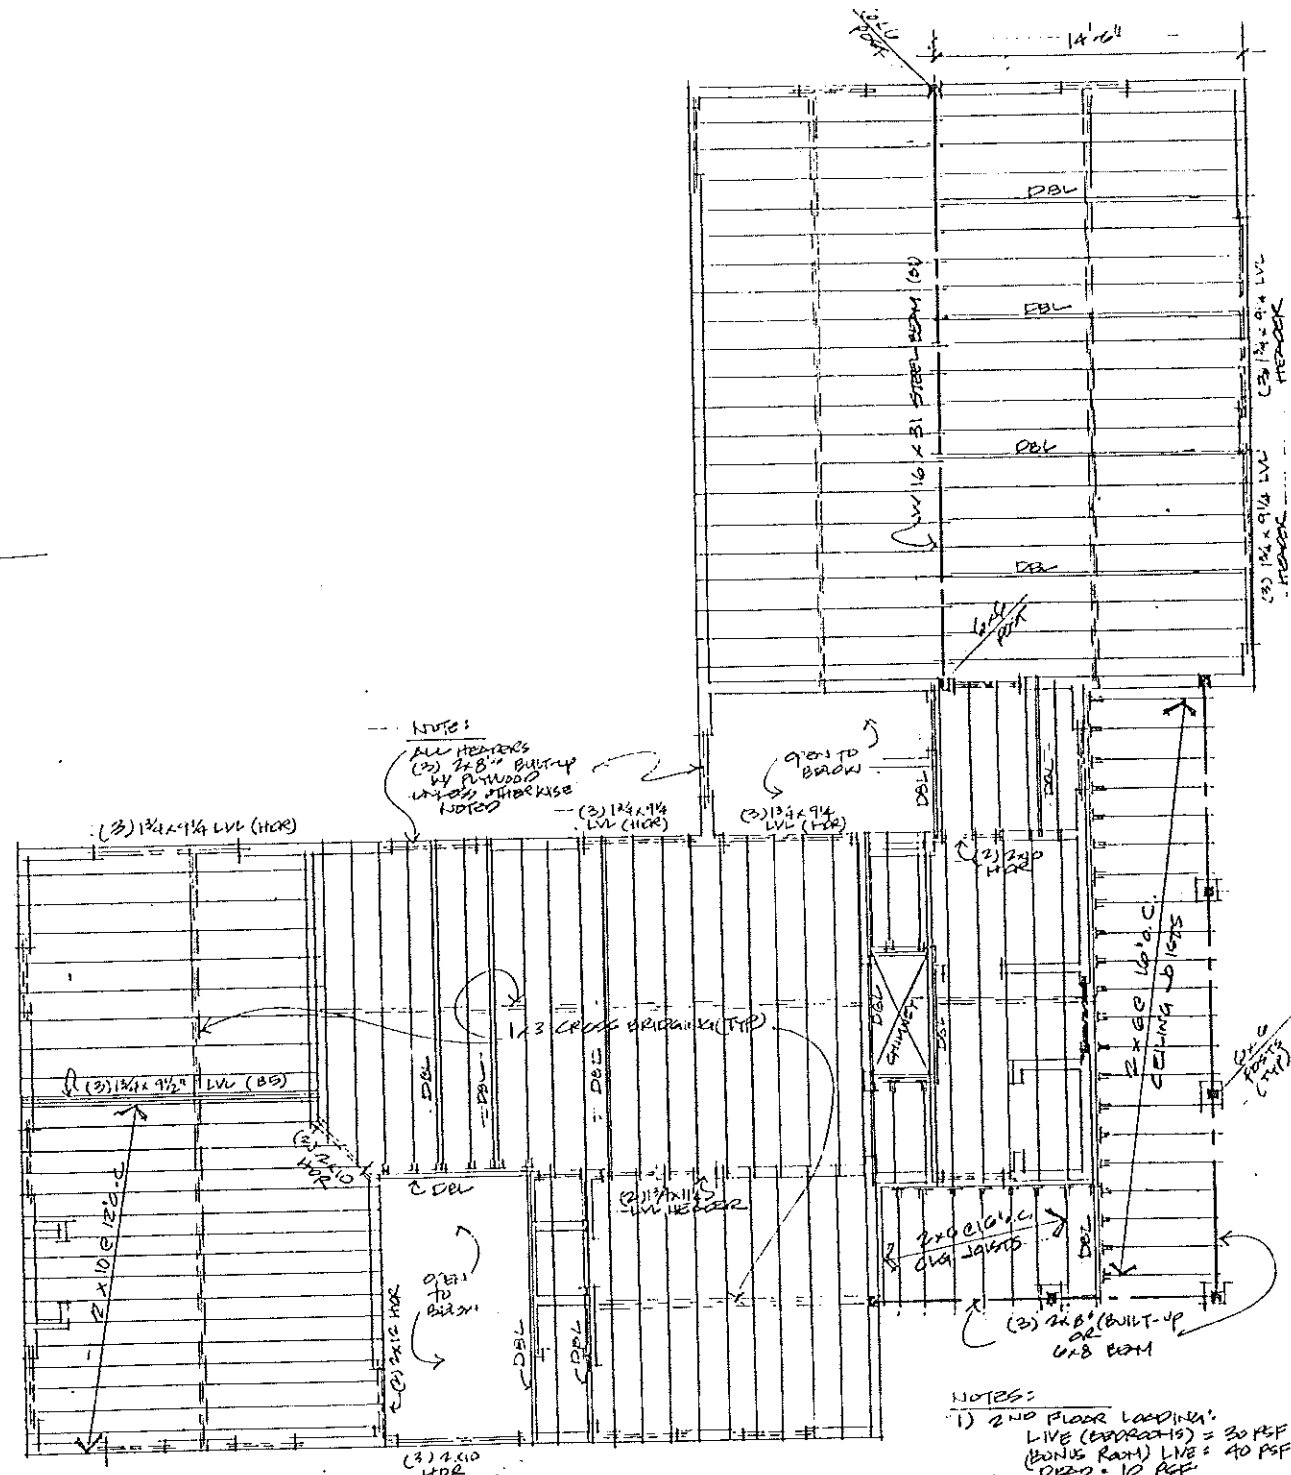 14'-6"
POST
DBL
DBL
W 16 x 31 STEEL BEAM (B1)
(3) 1¾ x 9¼ LVL
HEADER
DBL
(3) 1¾ x 9¼ LVL
HEADER
DBL
6x6
POST
NOTE:
ALL HEADERS
(3) 2x8'S BUILT-UP
W/ PLYWOOD
UNLESS OTHERWISE
NOTED
OPEN TO
BELOW
DBL
DBL
(3) 1¾ x 9¼ LVL (HDR)
(3) 1¾ x 9¼
LVL (HDR)
(3) 1¾ x 9¼
LVL (HDR)
(2) 2x10
HDR
2 x 6 @ 16" O.C.
CEILING JOISTS
1x3 CROSS BRIDGING (TYP)
DBL
CHIMNEY
DBL
6x6
POSTS
(TYP)
(3) 1¾ x 9½" LVL (B5)
DBL
DBL
DBL
2x10
HDR
DBL
(2) 1¾ x 11⅞
LVL HEADER
2 x 10 @ 12" O.C.
2x6 @ 16" O.C.
CLG JOISTS
DBL
OPEN
TO
BELOW
(2) 2x12 HDR
DBL
DBL
(3) 2x8'S (BUILT-UP
OR
6x8 BEAM
(3) 2x10
HDR
NOTES:
1) 2ND FLOOR LOADING:
LIVE (BEDROOMS) = 30 PSF
(BONUS ROOM) LIVE = 40 PSF
DEAD = 10 PSF